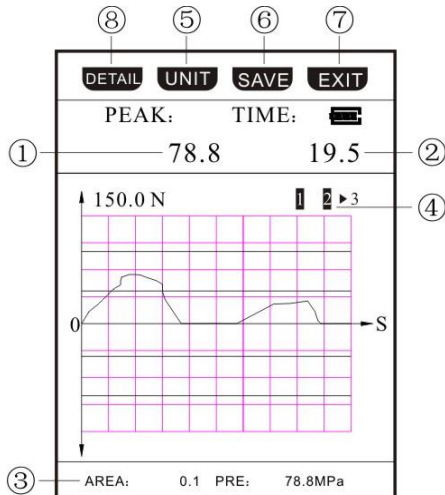 ⑧ ⑤ ⑥ ⑦
DETAIL UNIT SAVE EXIT
PEAK: TIME:
① 78.8 19.5 ②
150.0 N 1 2 ▶3 ④
0 S
③ AREA: 0.1 PRE: 78.8MPa